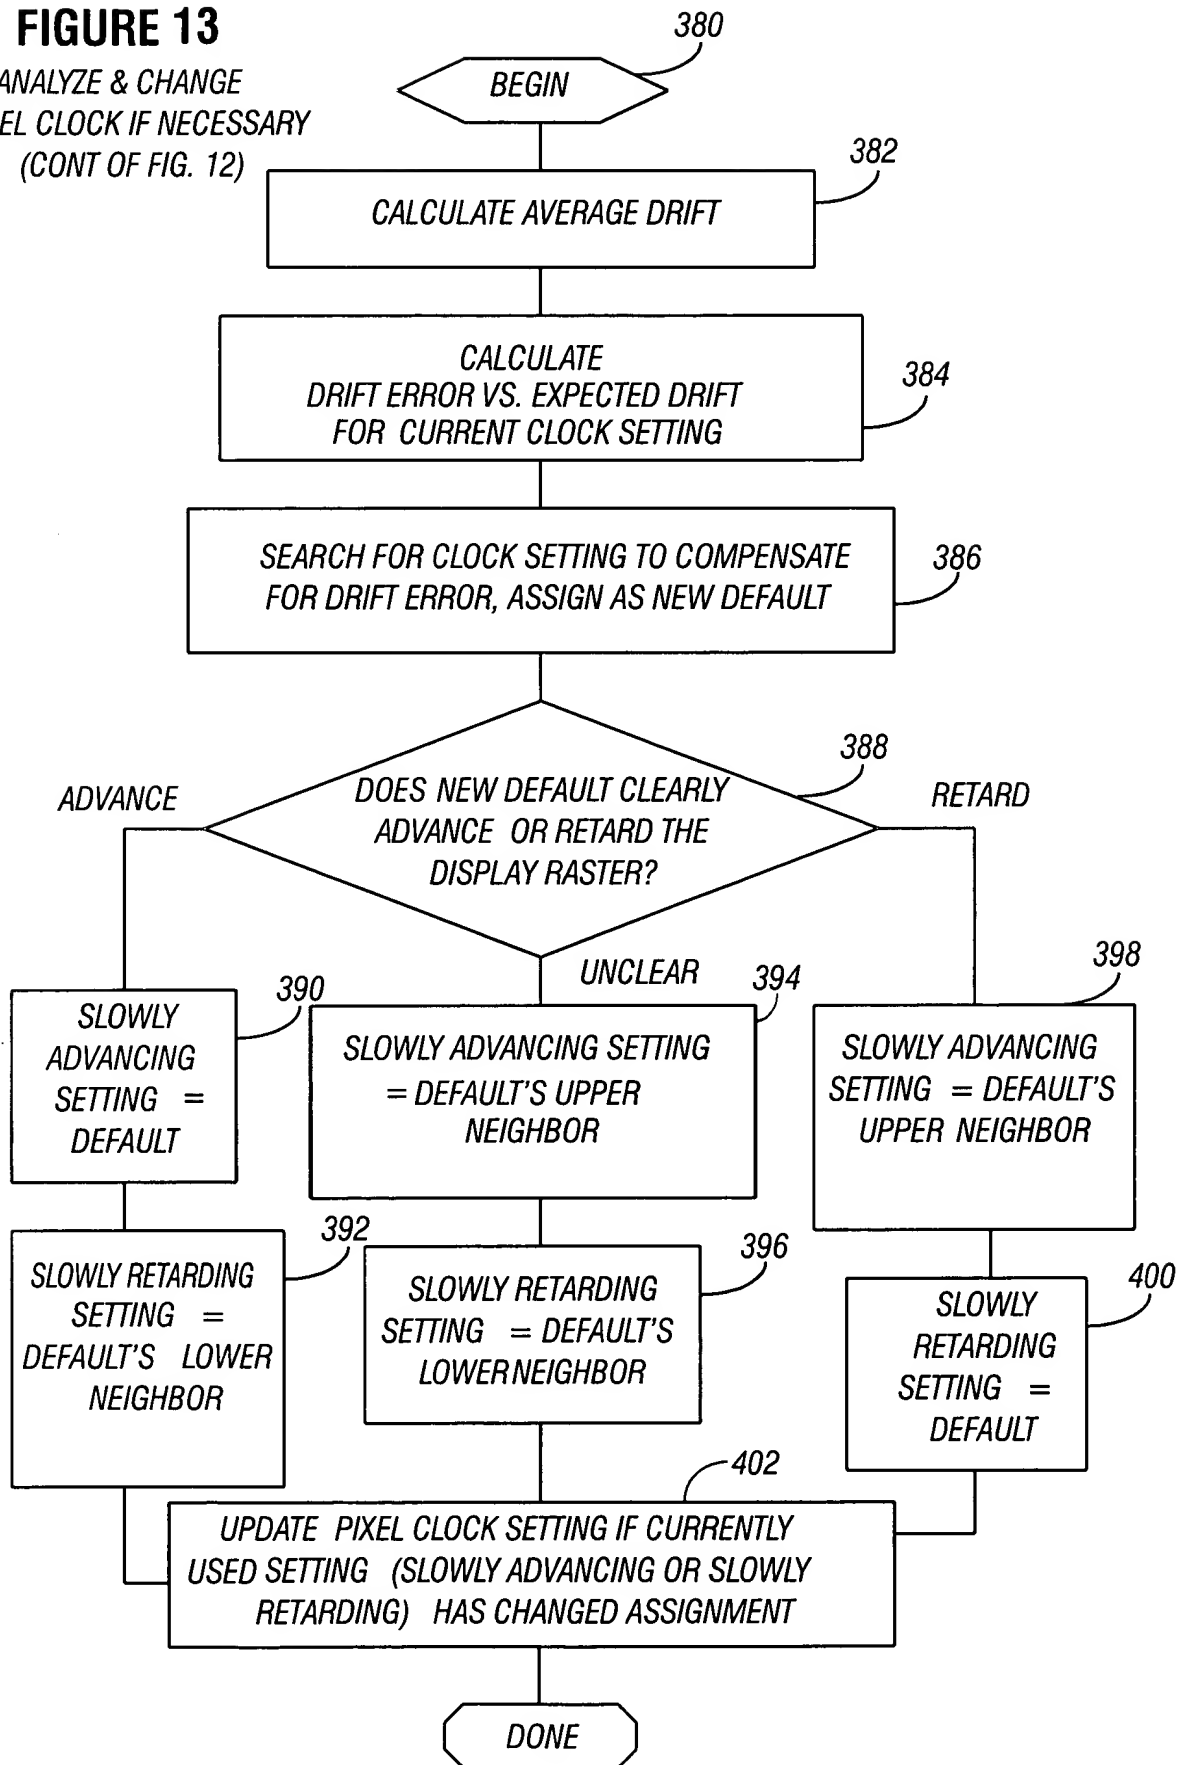 FIGURE 13
ANALYZE & CHANGE
EL CLOCK IF NECESSARY
(CONT OF FIG. 12)
380
BEGIN
382
CALCULATE AVERAGE DRIFT
384
CALCULATE
DRIFT ERROR VS. EXPECTED DRIFT
FOR CURRENT CLOCK SETTING
386
SEARCH FOR CLOCK SETTING TO COMPENSATE
FOR DRIFT ERROR, ASSIGN AS NEW DEFAULT
388
DOES NEW DEFAULT CLEARLY
ADVANCE OR RETARD THE
DISPLAY RASTER?
ADVANCE
RETARD
UNCLEAR
390
SLOWLY
ADVANCING
SETTING =
DEFAULT
394
SLOWLY ADVANCING SETTING
= DEFAULT'S UPPER
NEIGHBOR
398
SLOWLY ADVANCING
SETTING = DEFAULT'S
UPPER NEIGHBOR
392
SLOWLY RETARDING
SETTING =
DEFAULT'S LOWER
NEIGHBOR
396
SLOWLY RETARDING
SETTING = DEFAULT'S
LOWER NEIGHBOR
400
SLOWLY
RETARDING
SETTING =
DEFAULT
402
UPDATE PIXEL CLOCK SETTING IF CURRENTLY
USED SETTING (SLOWLY ADVANCING OR SLOWLY
RETARDING) HAS CHANGED ASSIGNMENT
DONE